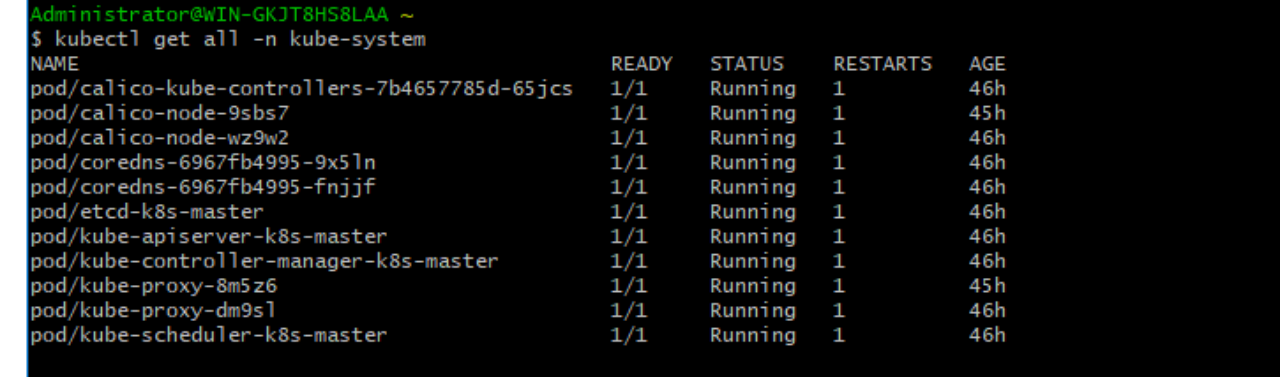 Administrator@WIN-GKJT8HS8LAA ~
$ kubectl get all -n kube-system
NAME READY STATUS RESTARTS AGE
pod/calico-kube-controllers-7b4657785d-65jcs 1/1 Running 1 46h
pod/calico-node-9sbs7 1/1 Running 1 45h
pod/calico-node-wz9w2 1/1 Running 1 46h
pod/coredns-6967fb4995-9x5ln 1/1 Running 1 46h
pod/coredns-6967fb4995-fnjjf 1/1 Running 1 46h
pod/etcd-k8s-master 1/1 Running 1 46h
pod/kube-apiserver-k8s-master 1/1 Running 1 46h
pod/kube-controller-manager-k8s-master 1/1 Running 1 46h
pod/kube-proxy-8m5z6 1/1 Running 1 45h
pod/kube-proxy-dm9sl 1/1 Running 1 46h
pod/kube-scheduler-k8s-master 1/1 Running 1 46h